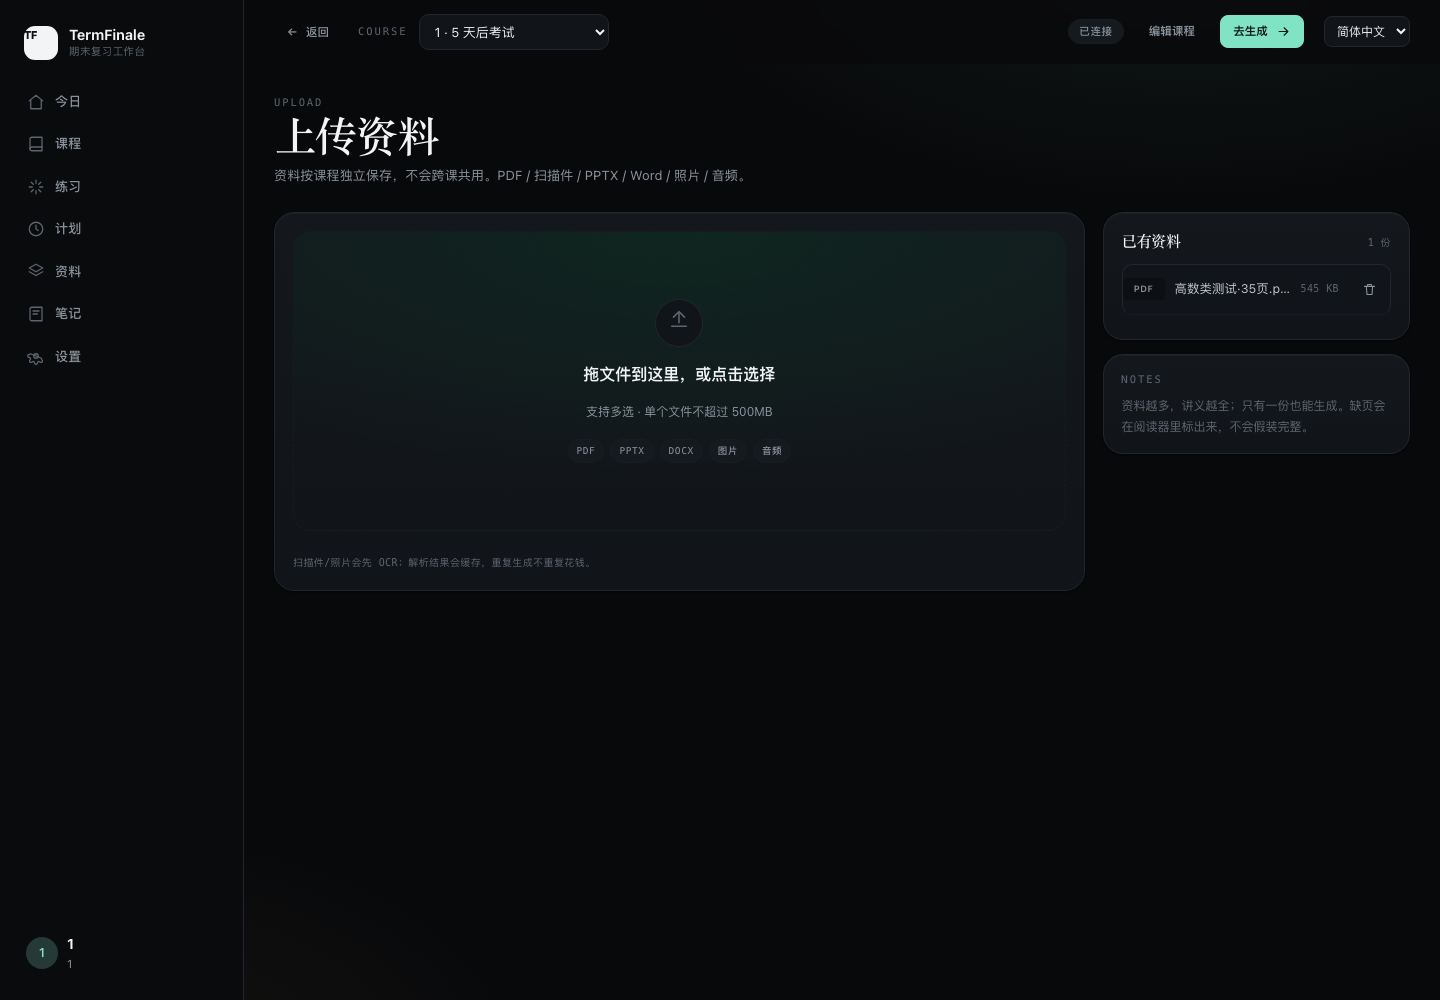 TF
TermFinale
期末复习工作台
今日
课程
练习
计划
资料
笔记
设置
1
1
1
返回
COURSE
1 · 5 天后考试
已连接
编辑课程
去生成
简体中文
UPLOAD
上传资料
资料按课程独立保存，不会跨课共用。PDF / 扫描件 / PPTX / Word / 照片 / 音频。
拖文件到这里，或点击选择
支持多选 · 单个文件不超过 500MB
PDF
PPTX
DOCX
图片
音频
扫描件/照片会先 OCR；解析结果会缓存，重复生成不重复花钱。
已有资料
1 份
PDF
高数类测试·35页.p...
545 KB
NOTES
资料越多，讲义越全；只有一份也能生成。缺页会
在阅读器里标出来，不会假装完整。